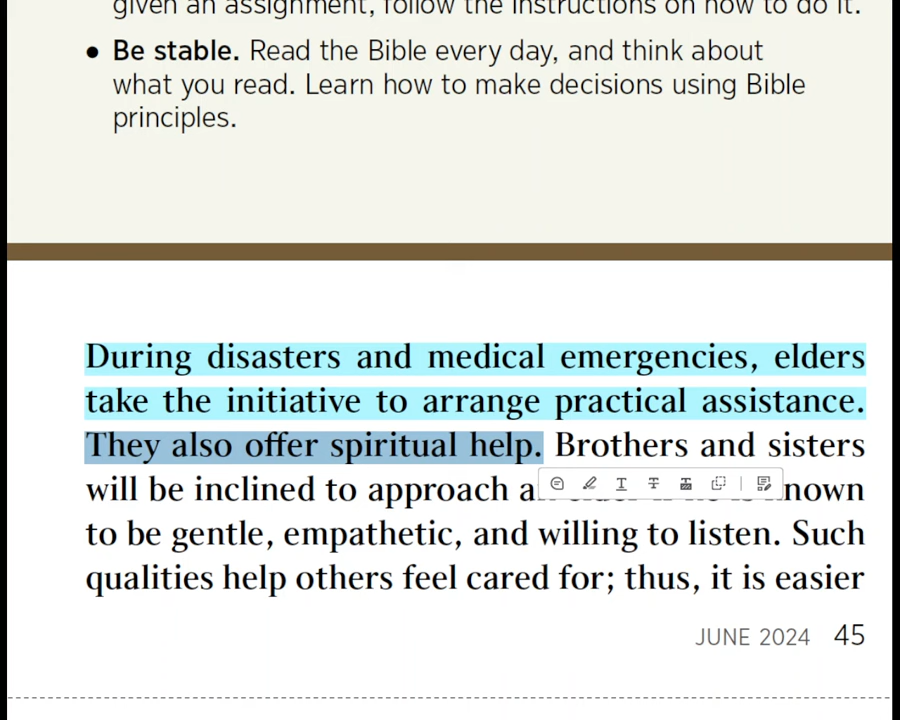 given an assignment, follow the instructions on how to do it.
● Be stable. Read the Bible every day, and think about
what you read. Learn how to make decisions using Bible
principles.
During disasters and medical emergencies, elders
take the initiative to arrange practical assistance.
They also offer spiritual help. Brothers and sisters
will be inclined to approach
to be gentle, empathetic, and willing to listen. Such
qualities help others feel cared for; thus, it is easier
JUNE 2024 45